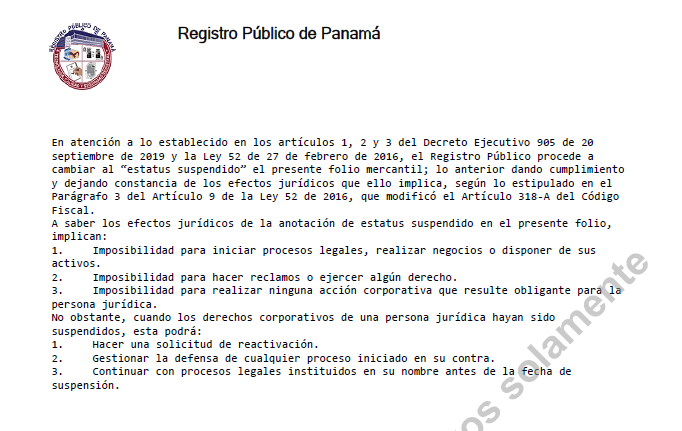 REGISTRO PÚBLICO DE PANAMÁ
Registro Público de Panamá
En atención a lo establecido en los artículos 1, 2 y 3 del Decreto Ejecutivo 905 de 20
septiembre de 2019 y la Ley 52 de 27 de febrero de 2016, el Registro Público procede a
cambiar al “estatus suspendido” el presente folio mercantil; lo anterior dando cumplimiento
y dejando constancia de los efectos jurídicos que ello implica, según lo estipulado en el
Parágrafo 3 del Artículo 9 de la Ley 52 de 2016, que modificó el Artículo 318-A del Código
Fiscal.
A saber los efectos jurídicos de la anotación de estatus suspendido en el presente folio,
implican:
1. Imposibilidad para iniciar procesos legales, realizar negocios o disponer de sus
activos.
2. Imposibilidad para hacer reclamos o ejercer algún derecho.
3. Imposibilidad para realizar ninguna acción corporativa que resulte obligante para la
persona jurídica.
No obstante, cuando los derechos corporativos de una persona jurídica hayan sido
suspendidos, esta podrá:
1. Hacer una solicitud de reactivación.
2. Gestionar la defensa de cualquier proceso iniciado en su contra.
3. Continuar con procesos legales instituidos en su nombre antes de la fecha de
suspensión.
os solamente